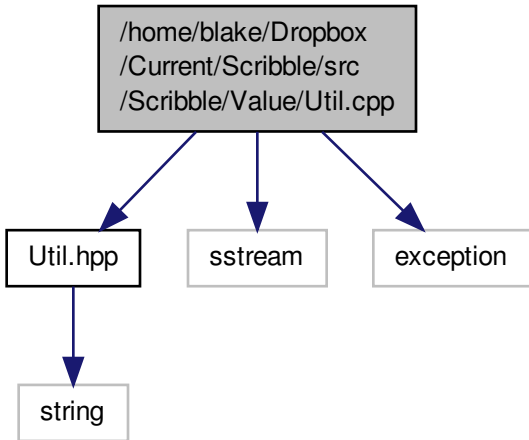 /home/blake/Dropbox
/Current/Scribble/src
/Scribble/Value/Util.cpp
Util.hpp
sstream
exception
string